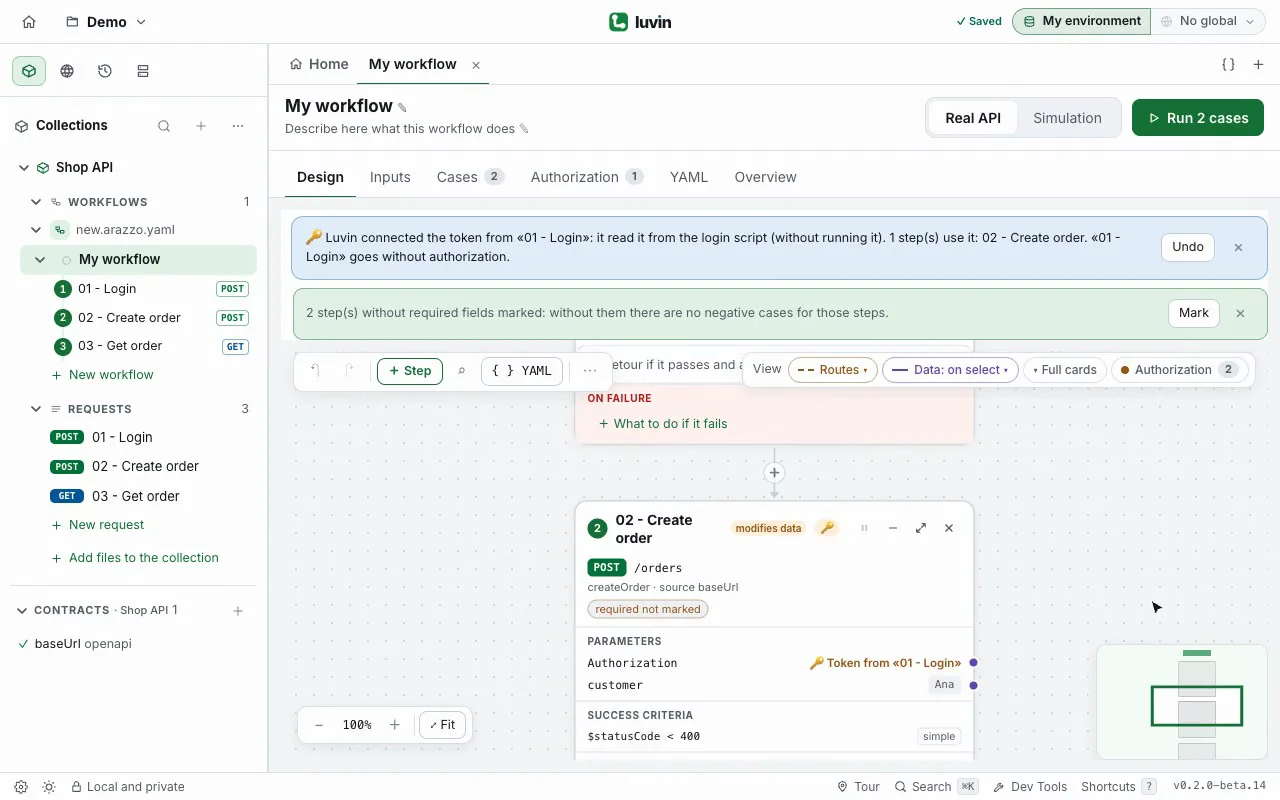 Demo
luvin
Saved
My environment
No global
Home
My workflow
My workflow
Describe here what this workflow does
Real API
Simulation
Run 2 cases
Collections
Shop API
WORKFLOWS 1
new.arazzo.yaml
My workflow
1 01 - Login POST
2 02 - Create order POST
3 03 - Get order GET
+ New workflow
REQUESTS 3
POST 01 - Login
POST 02 - Create order
GET 03 - Get order
+ New request
+ Add files to the collection
CONTRACTS · Shop API 1
baseUrl openapi
Design
Inputs
Cases 2
Authorization 1
YAML
Overview
Luvin connected the token from «01 - Login»: it read it from the login script (without running it). 1 step(s) use it: 02 - Create order. «01 -
Login» goes without authorization.
Undo
2 step(s) without required fields marked: without them there are no negative cases for those steps.
Mark
+ Step
{ } YAML
etour if it passes and a
View
Routes
Data: on select
Full cards
Authorization 2
ON FAILURE
+ What to do if it fails
2 02 - Create
order
modifies data
POST /orders
createOrder · source baseUrl
required not marked
PARAMETERS
Authorization Token from «01 - Login»
customer Ana
SUCCESS CRITERIA
$statusCode < 400 simple
− 100% +
Fit
Local and private
Tour
Search ⌘K
Dev Tools
Shortcuts ?
v0.2.0-beta.14